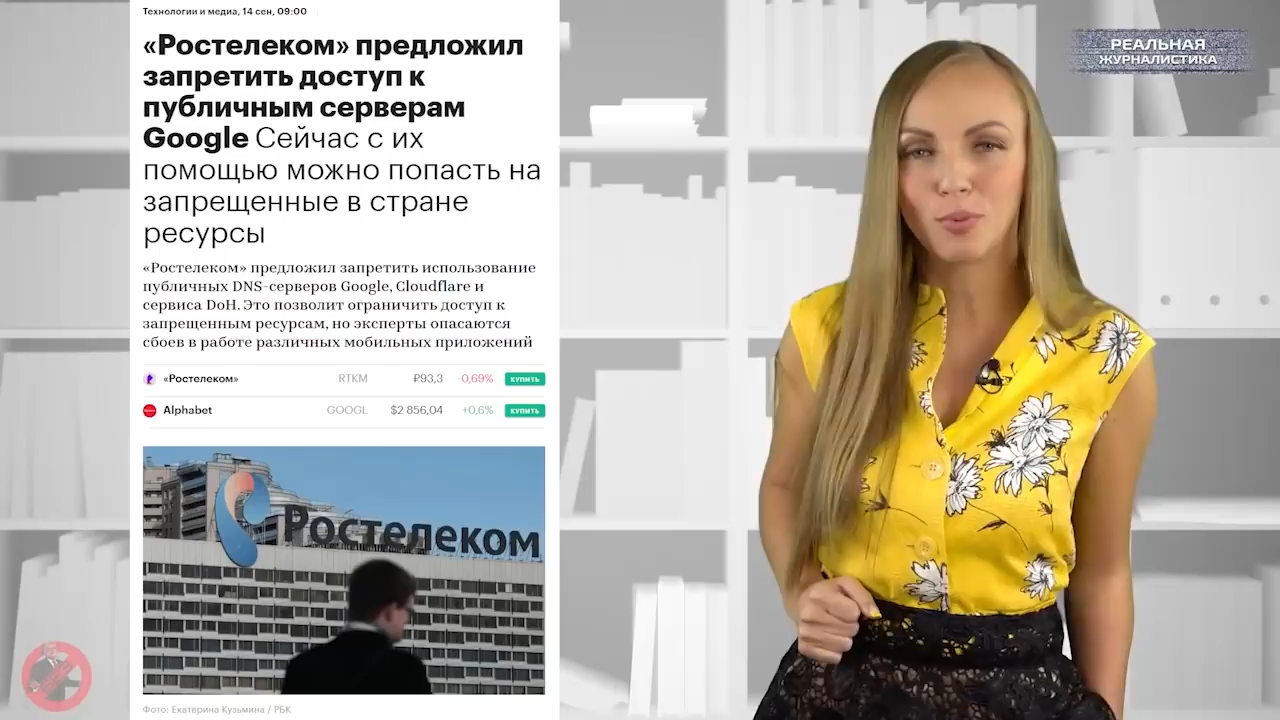 Технологии и медиа, 14 сен, 09:00
«Ростелеком» предложил
запретить доступ к
публичным серверам
Google Сейчас с их
помощью можно попасть на
запрещенные в стране
ресурсы
«Ростелеком» предложил запретить использование
публичных DNS-серверов Google, Cloudflare и
сервиса DoH. Это позволит ограничить доступ к
запрещенным ресурсам, но эксперты опасаются
сбоев в работе различных мобильных приложений
«Ростелеком» RTKM ₽93,3 -0,69% КУПИТЬ
Alphabet GOOGL $2 856,04 +0,6% КУПИТЬ
Ростелеком
Фото: Екатерина Кузьмина / РБК
РЕАЛЬНАЯ
ЖУРНАЛИСТИКА